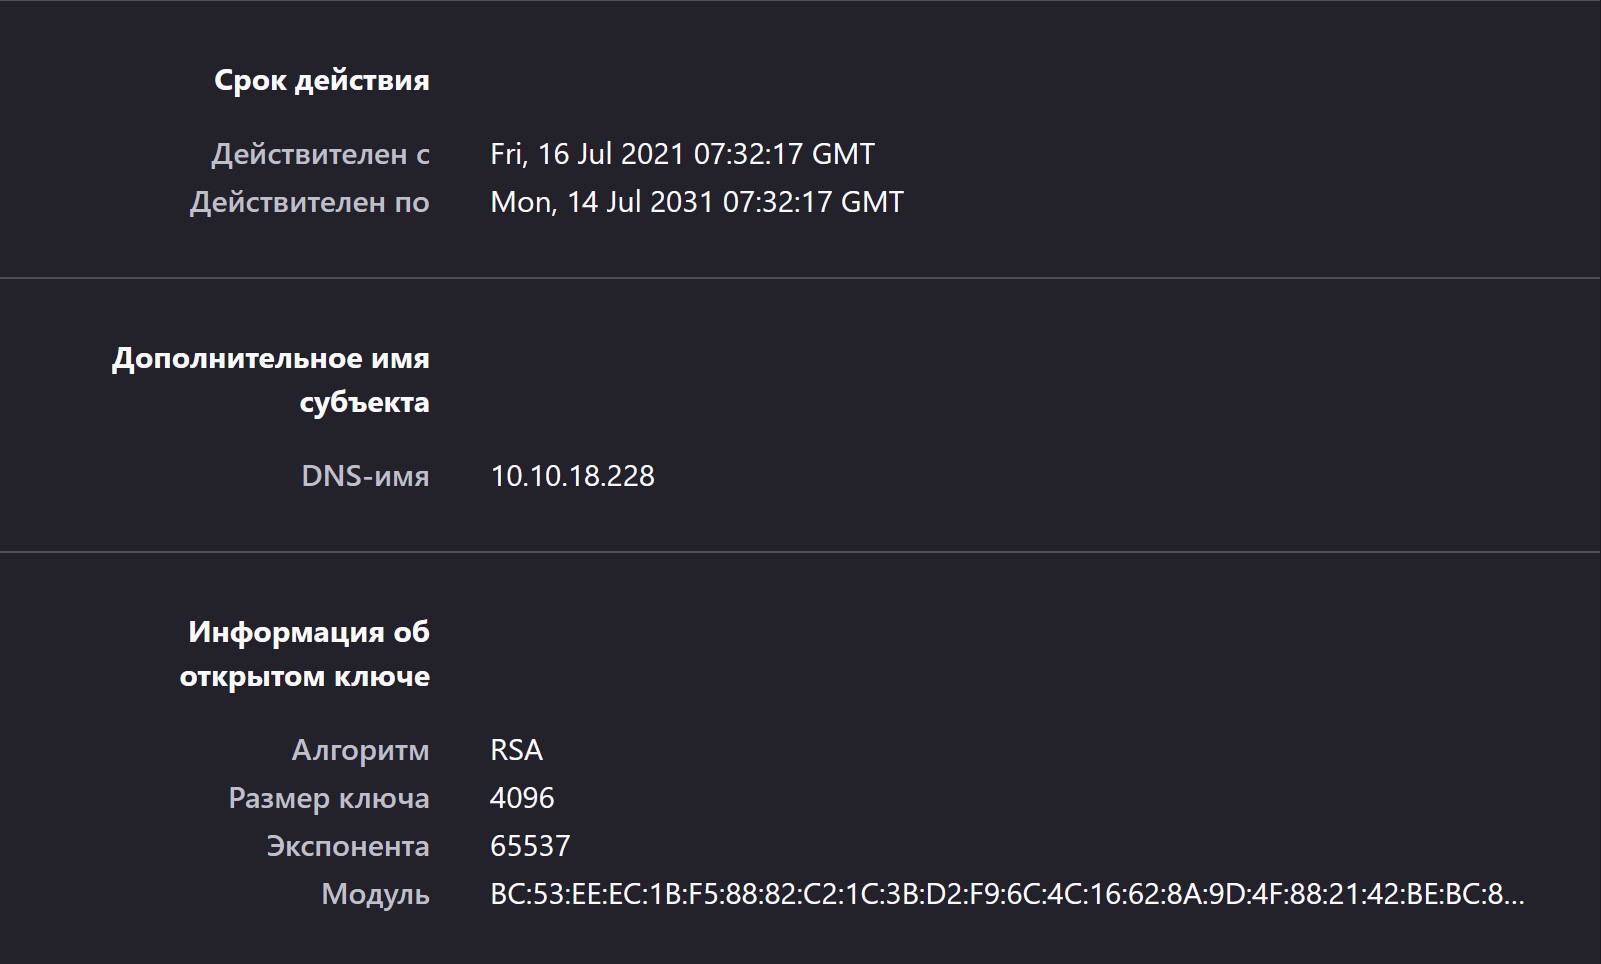 Срок действия
Действителен с Fri, 16 Jul 2021 07:32:17 GMT
Действителен по Mon, 14 Jul 2031 07:32:17 GMT
Дополнительное имя
субъекта
DNS-имя 10.10.18.228
Информация об
открытом ключе
Алгоритм RSA
Размер ключа 4096
Экспонента 65537
Модуль BC:53:EE:EC:1B:F5:88:82:C2:1C:3B:D2:F9:6C:4C:16:62:8A:9D:4F:88:21:42:BE:BC:8...